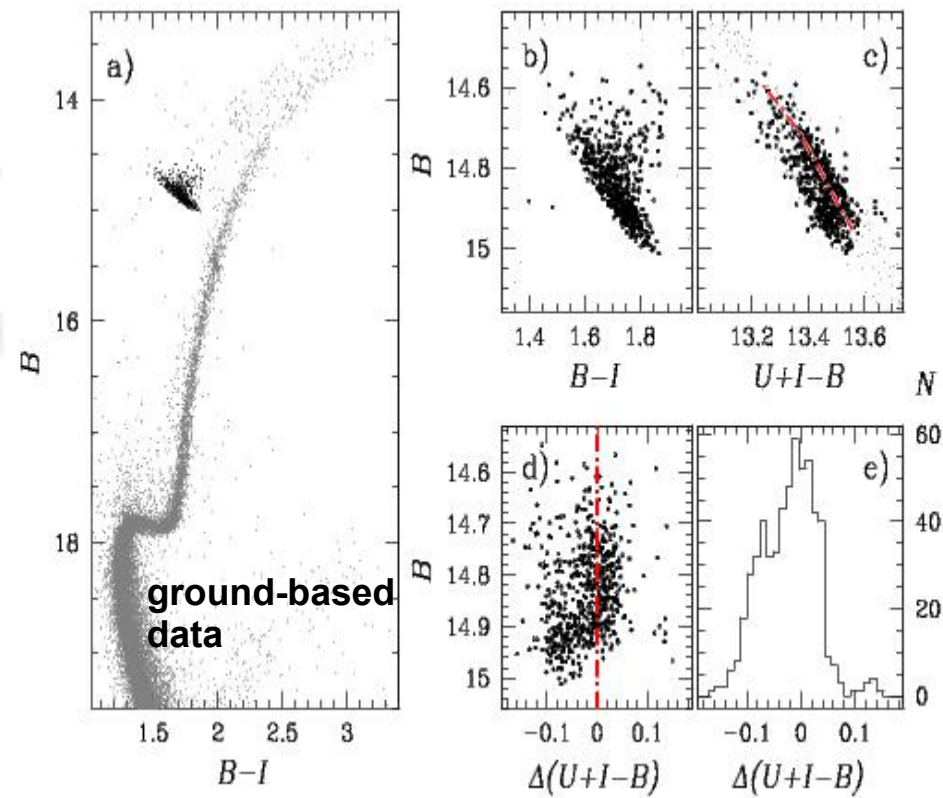 a)
14
16
18
B
ground-based
data
1.5 2 2.5 3
B−I
b)
14.6
14.8
15
B
1.4 1.6 1.8
B−I
c)
13.2 13.4 13.6
U+I−B
d)
14.6
14.7
14.8
14.9
15
B
−0.1 0 0.1
Δ(U+I−B)
e)
N
60
40
20
0
−0.1 0 0.1
Δ(U+I−B)